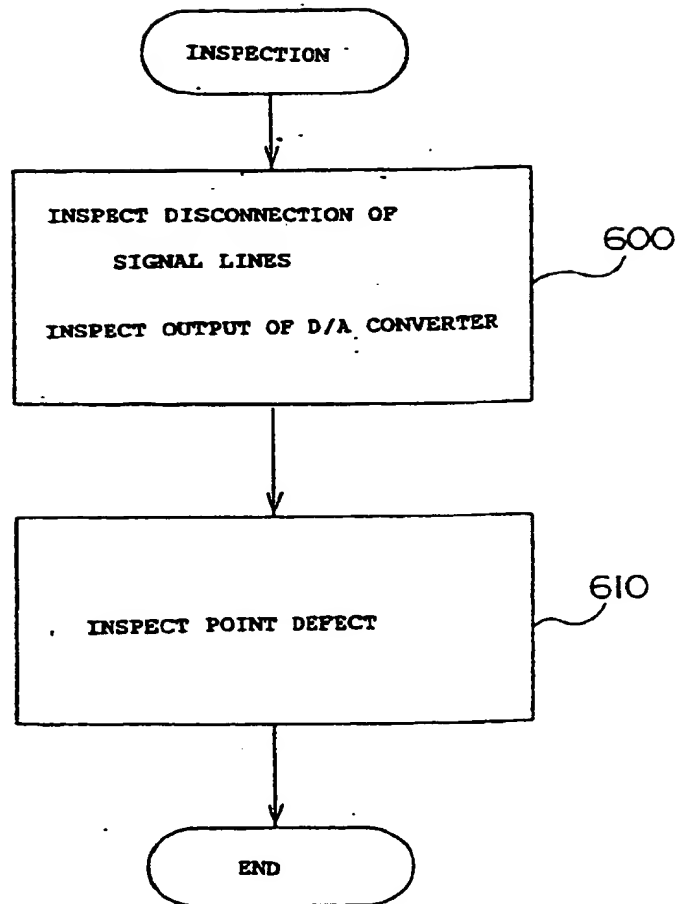 INSPECTION
INSPECT DISCONNECTION OF
SIGNAL LINES
600
INSPECT OUTPUT OF D/A CONVERTER
INSPECT POINT DEFECT
610
END